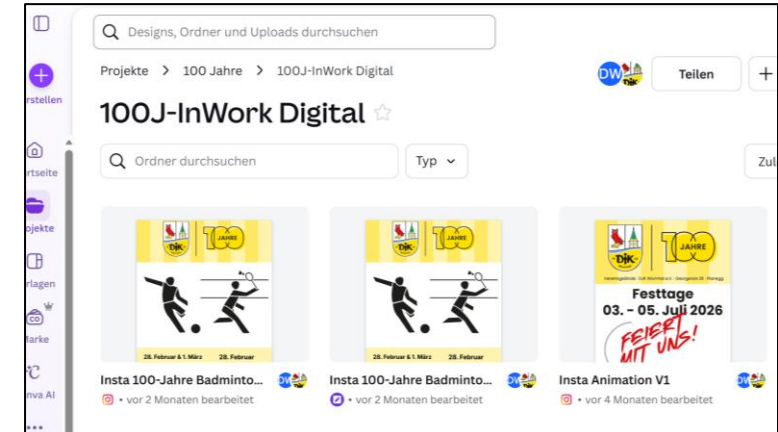 Designs, Ordner und Uploads durchsuchen
Projekte > 100 Jahre > 100J-InWork Digital
DW
Teilen
100J-InWork Digital
rstellen
Ordner durchsuchen
Typ
Zul
rtseite
ojekte
rlagen
CO
Marke
nva AI
DJK
100
JAHRE
28. Februar & 1. März 28. Februar
DJK
100
JAHRE
28. Februar & 1. März 28. Februar
DJK
100
JAHRE
Festtage
03. - 05. Juli 2026
FEIERT
MIT UNS!
Insta 100-Jahre Badminto...
DW
• vor 2 Monaten bearbeitet
Insta 100-Jahre Badminto...
DW
• vor 2 Monaten bearbeitet
Insta Animation V1
DW
• vor 4 Monaten bearbeitet